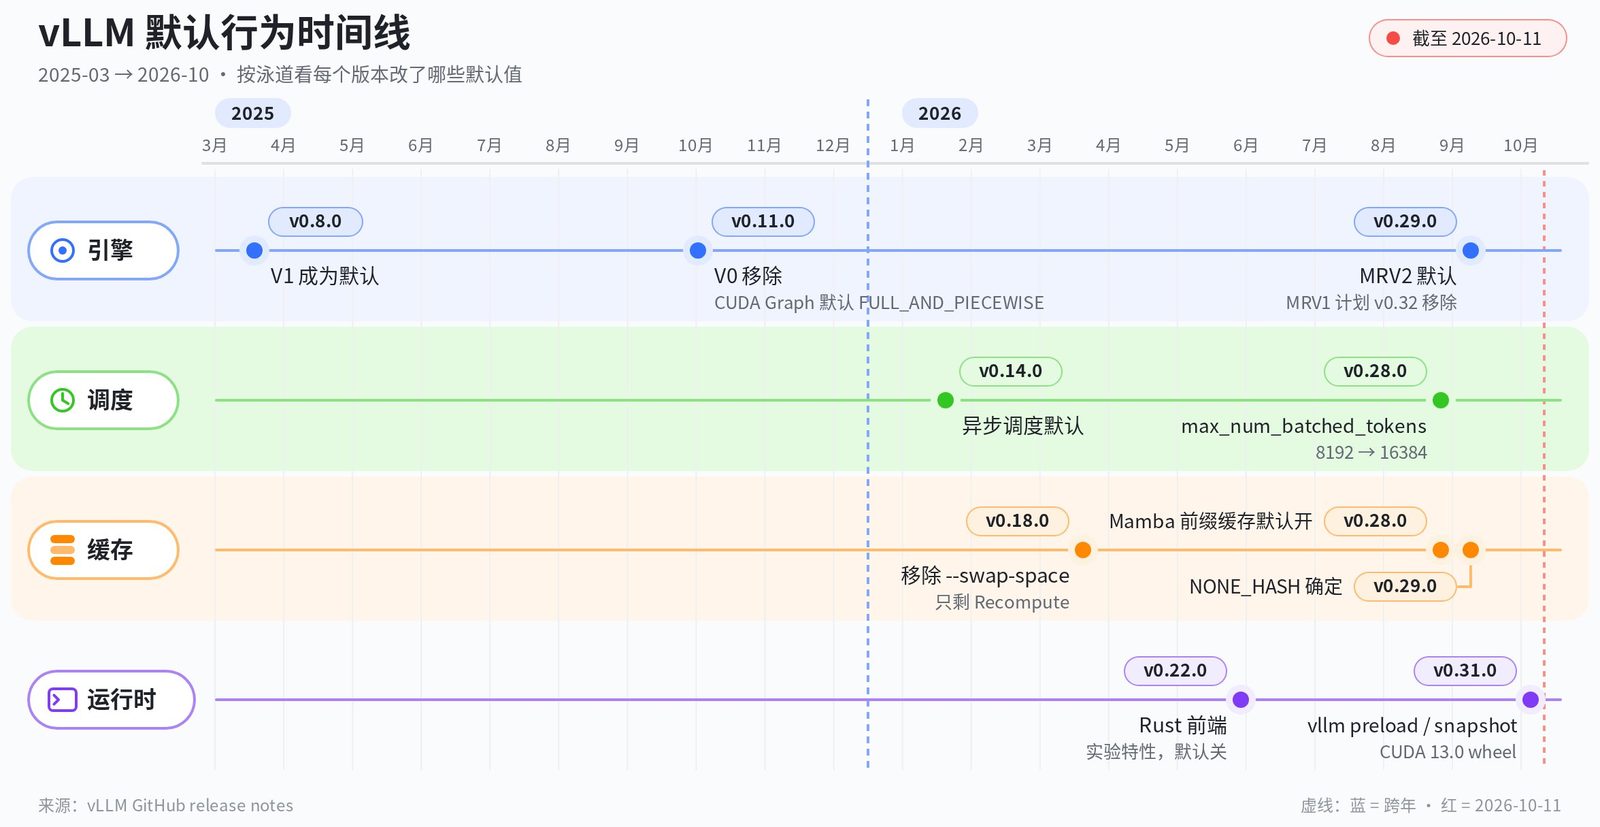 vLLM 默认行为时间线
截至 2026-10-11
2025-03 → 2026-10 • 按泳道看每个版本改了哪些默认值
2025
2026
3月 4月 5月 6月 7月 8月 9月 10月 11月 12月 1月 2月 3月 4月 5月 6月 7月 8月 9月 10月
引擎
v0.8.0
V1 成为默认
v0.11.0
V0 移除
CUDA Graph 默认 FULL_AND_PIECEWISE
v0.29.0
MRV2 默认
MRV1 计划 v0.32 移除
调度
v0.14.0
异步调度默认
v0.28.0
max_num_batched_tokens
8192 → 16384
缓存
v0.18.0
移除 --swap-space
只剩 Recompute
Mamba 前缀缓存默认开
v0.28.0
NONE_HASH 确定
v0.29.0
运行时
v0.22.0
Rust 前端
实验特性，默认关
v0.31.0
vllm preload / snapshot
CUDA 13.0 wheel
来源：vLLM GitHub release notes
虚线：蓝 = 跨年 • 红 = 2026-10-11